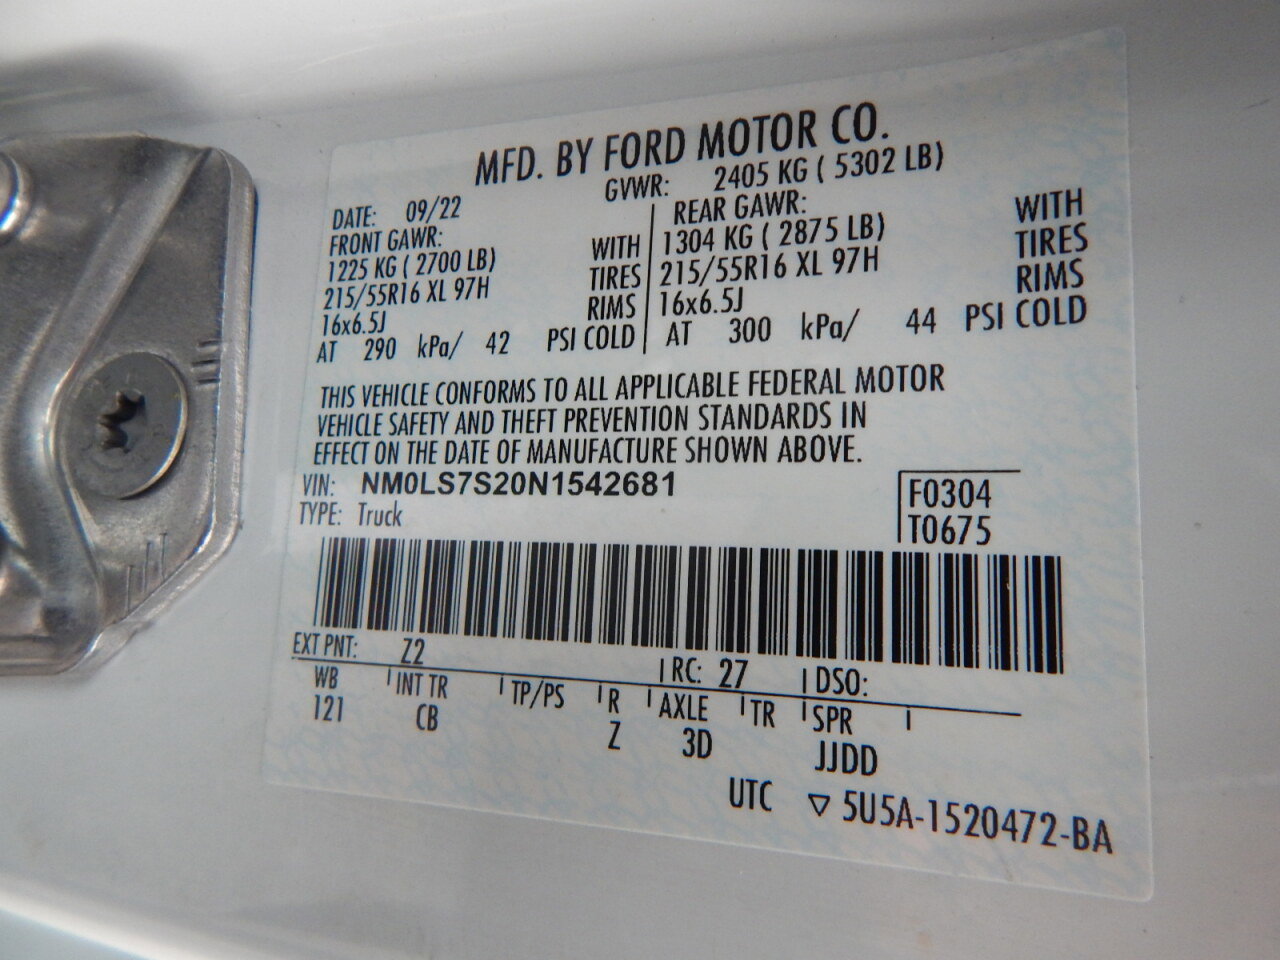 MFD. BY FORD MOTOR CO.
DATE: 09/22 GVWR: 2405 KG ( 5302 LB)
FRONT GAWR: REAR GAWR:
1225 KG ( 2700 LB) WITH 1304 KG ( 2875 LB) WITH
215/55R16 XL 97H TIRES 215/55R16 XL 97H TIRES
16x6.5J RIMS 16x6.5J RIMS
AT 290 kPa/ 42 PSI COLD AT 300 kPa/ 44 PSI COLD
THIS VEHICLE CONFORMS TO ALL APPLICABLE FEDERAL MOTOR
VEHICLE SAFETY AND THEFT PREVENTION STANDARDS IN
EFFECT ON THE DATE OF MANUFACTURE SHOWN ABOVE.
VIN: NM0LS7S20N1542681 F0304
TYPE: Truck T0675
EXT PNT: Z2 RC: 27 DSO:
WB INT TR TP/PS R AXLE TR SPR
121 CB Z 3D JJDD
UTC ▽ 5U5A-1520472-BA